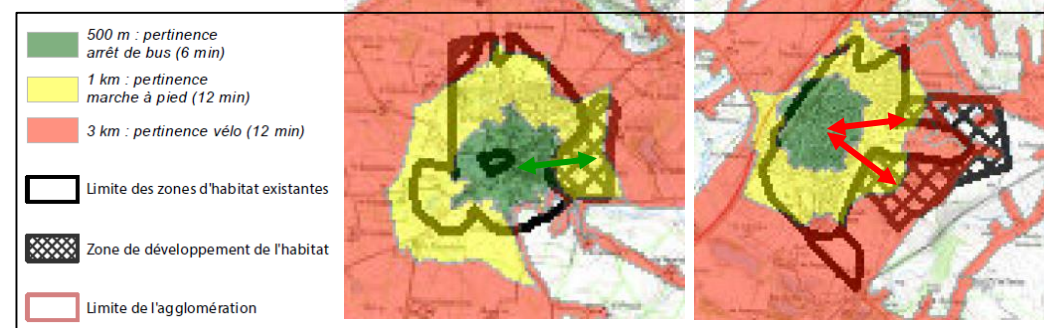 500 m : pertinence
arrêt de bus (6 min)
1 km : pertinence
marche à pied (12 min)
3 km : pertinence vélo (12 min)
Limite des zones d'habitat existantes
Zone de développement de l'habitat
Limite de l'agglomération